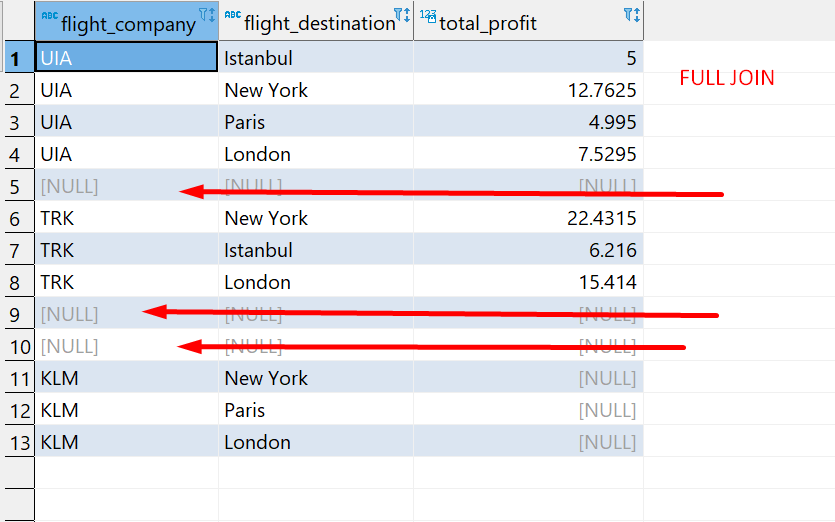 ABC flight_company ABC flight_destination 123 total_profit
1 UIA Istanbul 5
FULL JOIN
2 UIA New York 12.7625
3 UIA Paris 4.995
4 UIA London 7.5295
5 [NULL] [NULL] [NULL]
6 TRK New York 22.4315
7 TRK Istanbul 6.216
8 TRK London 15.414
9 [NULL] [NULL] [NULL]
10 [NULL] [NULL] [NULL]
11 KLM New York [NULL]
12 KLM Paris [NULL]
13 KLM London [NULL]